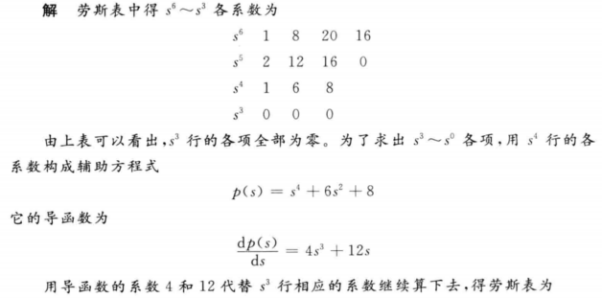 解 劳斯表中得 s⁶～s³ 各系数为
s⁶ 1 8 20 16
s⁵ 2 12 16 0
s⁴ 1 6 8
s³ 0 0 0
由上表可以看出,s³ 行的各项全部为零。为了求出 s³～s⁰ 各项,用 s⁴ 行的各
系数构成辅助方程式
p(s) = s⁴ + 6s² + 8
它的导函数为
dp(s)/ds = 4s³ + 12s
用导函数的系数 4 和 12 代替 s³ 行相应的系数继续算下去,得劳斯表为